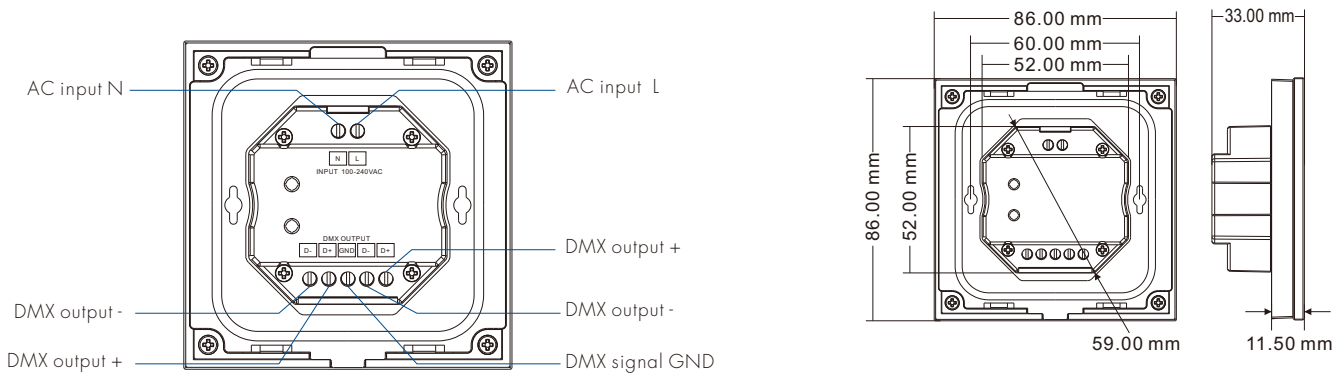 AC input N
AC input L
N L
INPUT 100-240VAC
DMX OUTPUT
D- D+ GND D- D+
DMX output +
DMX output -
DMX output -
DMX output +
DMX signal GND
86.00 mm
60.00 mm
52.00 mm
33.00 mm
86.00 mm
52.00 mm
59.00 mm
11.50 mm